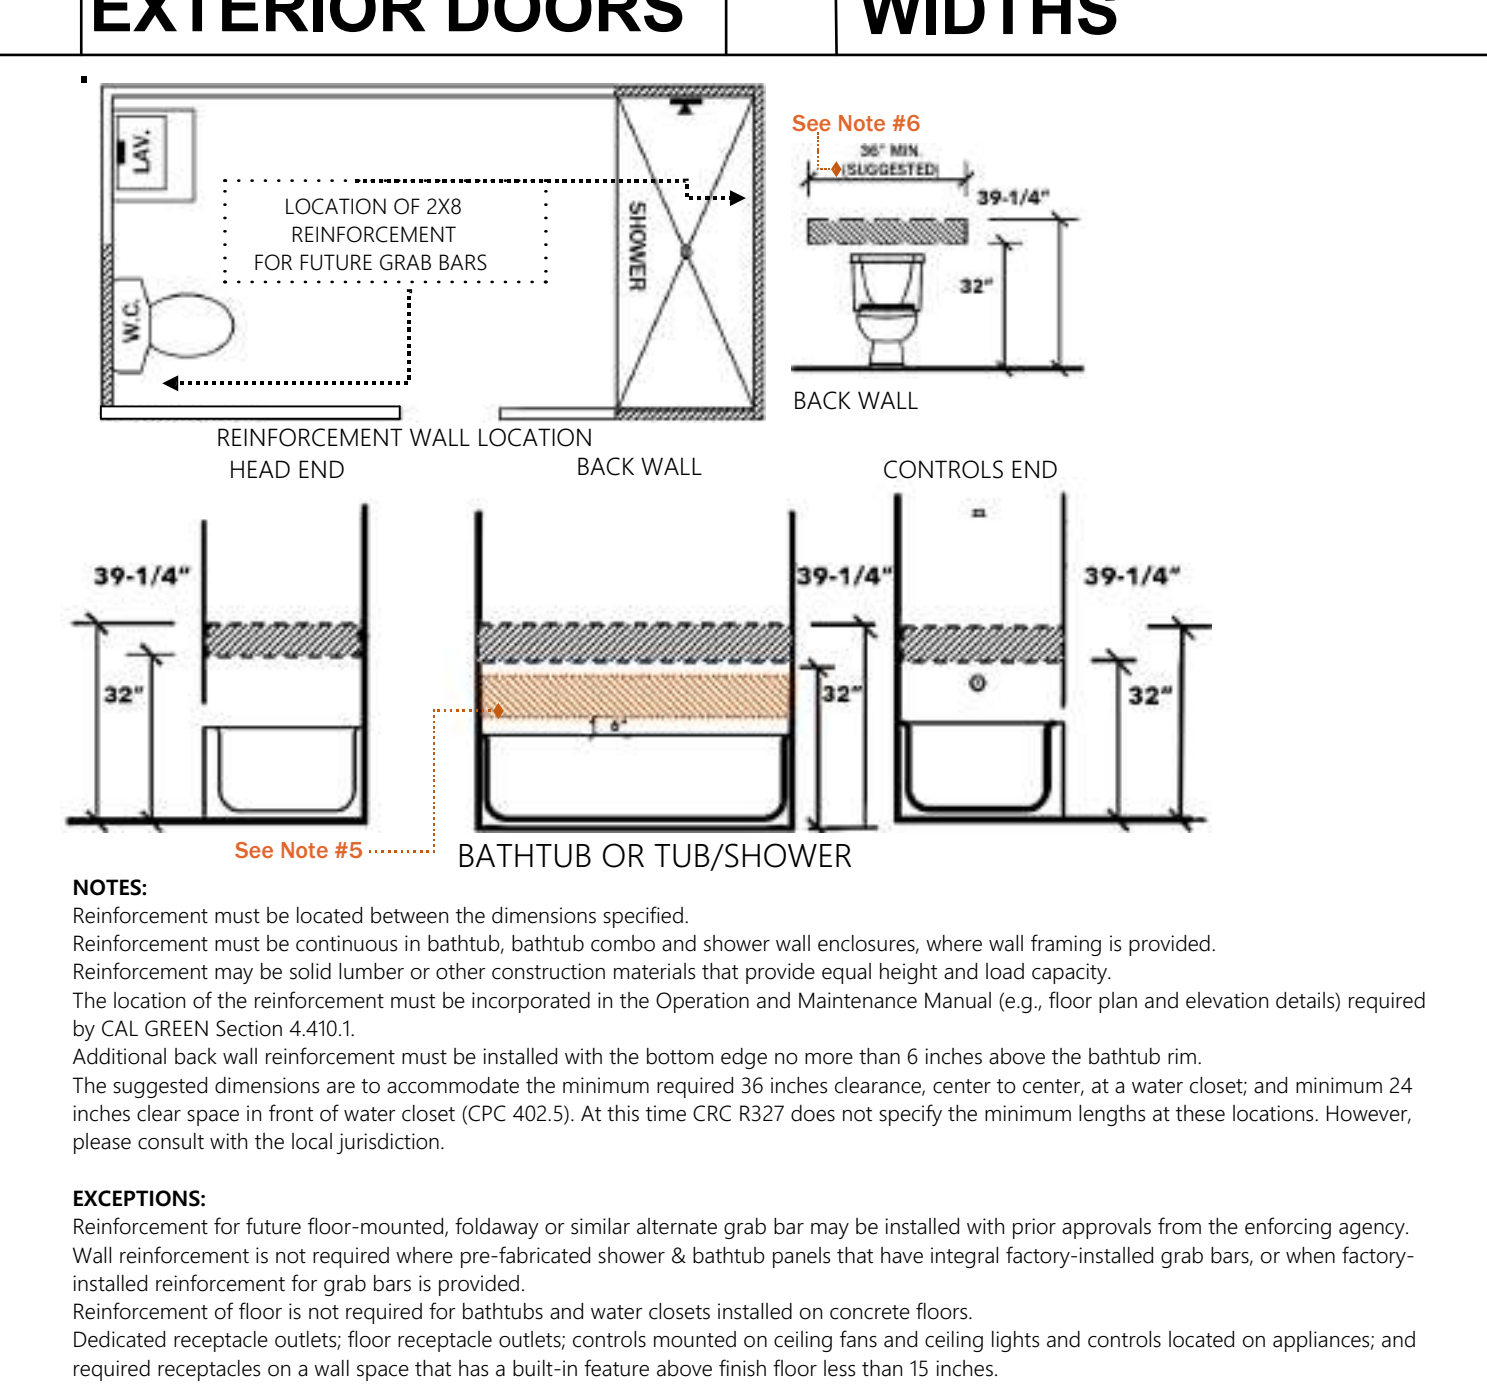 EXTERIOR DOORS
WIDTHS
LAV.
LOCATION OF 2X8
REINFORCEMENT
FOR FUTURE GRAB BARS
SHOWER
W.C.
See Note #6
36" MIN.
(SUGGESTED)
39-1/4"
32"
BACK WALL
REINFORCEMENT WALL LOCATION
HEAD END
BACK WALL
CONTROLS END
39-1/4"
39-1/4"
39-1/4"
32"
32"
32"
6"
See Note #5
BATHTUB OR TUB/SHOWER
NOTES:
Reinforcement must be located between the dimensions specified.
Reinforcement must be continuous in bathtub, bathtub combo and shower wall enclosures, where wall framing is provided.
Reinforcement may be solid lumber or other construction materials that provide equal height and load capacity.
The location of the reinforcement must be incorporated in the Operation and Maintenance Manual (e.g., floor plan and elevation details) required
by CAL GREEN Section 4.410.1.
Additional back wall reinforcement must be installed with the bottom edge no more than 6 inches above the bathtub rim.
The suggested dimensions are to accommodate the minimum required 36 inches clearance, center to center, at a water closet; and minimum 24
inches clear space in front of water closet (CPC 402.5). At this time CRC R327 does not specify the minimum lengths at these locations. However,
please consult with the local jurisdiction.
EXCEPTIONS:
Reinforcement for future floor-mounted, foldaway or similar alternate grab bar may be installed with prior approvals from the enforcing agency.
Wall reinforcement is not required where pre-fabricated shower & bathtub panels that have integral factory-installed grab bars, or when factory-
installed reinforcement for grab bars is provided.
Reinforcement of floor is not required for bathtubs and water closets installed on concrete floors.
Dedicated receptacle outlets; floor receptacle outlets; controls mounted on ceiling fans and ceiling lights and controls located on appliances; and
required receptacles on a wall space that has a built-in feature above finish floor less than 15 inches.